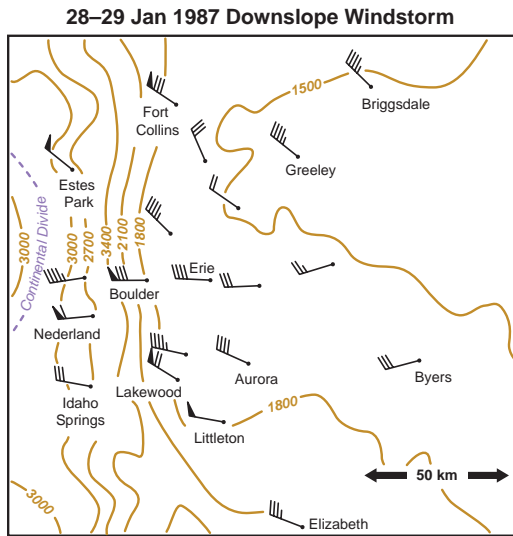 28–29 Jan 1987 Downslope Windstorm
1500
Briggsdale
Fort
Collins
Greeley
Estes
Park
Continental Divide
3000
3000
2700
3400
2100
1800
Erie
Boulder
Nederland
Aurora
Byers
Lakewood
Idaho
Springs
1800
Littleton
50 km
3000
Elizabeth